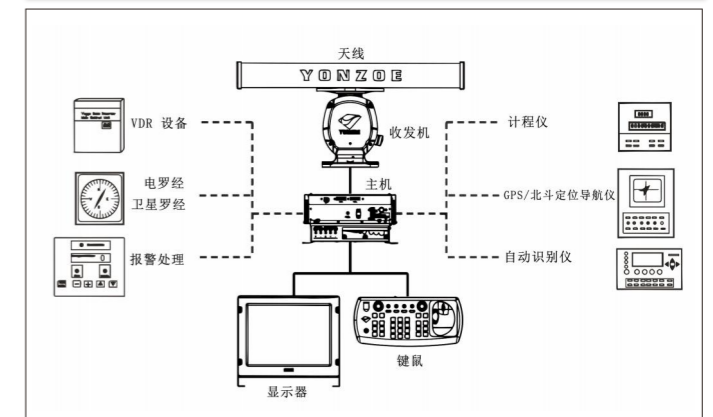 天线
YONZOE
VDR 设备
收发机
计程仪
电罗经
卫星罗经
主机
GPS/北斗定位导航仪
报警处理
自动识别仪
显示器
键鼠